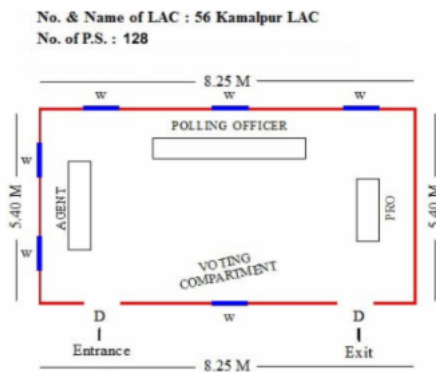 No. & Name of LAC : 56 Kamalpur LAC
No. of P.S. : 128
8.25 M
W W W
POLLING OFFICER
W
5.40 M
AGENT
PRO
5.40 M
W
VOTING
COMPARTMENT
D W D
Entrance Exit
8.25 M